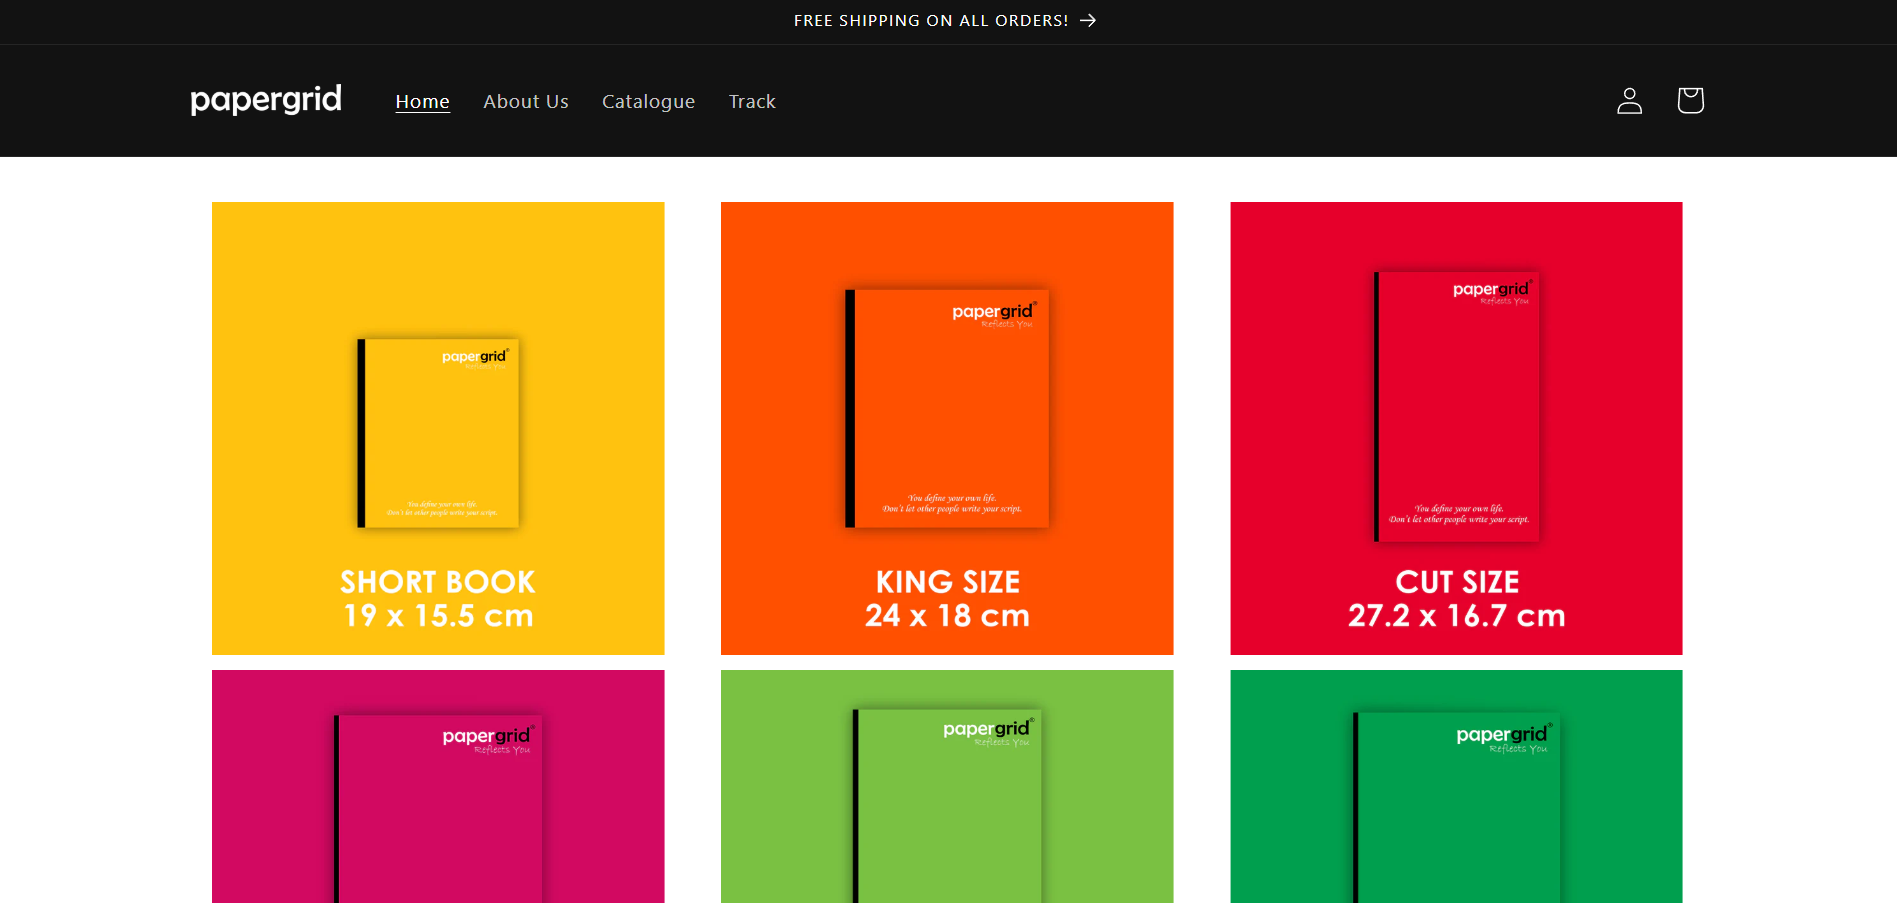 FREE SHIPPING ON ALL ORDERS!
papergrid
Home
About Us
Catalogue
Track
papergrid®
Reflects You
You define your own life.
Don't let other people write your script.
SHORT BOOK
19 x 15.5 cm
papergrid®
Reflects You
You define your own life.
Don't let other people write your script.
KING SIZE
24 x 18 cm
papergrid®
Reflects You
You define your own life.
Don't let other people write your script.
CUT SIZE
27.2 x 16.7 cm
papergrid®
Reflects You
papergrid®
Reflects You
papergrid®
Reflects You